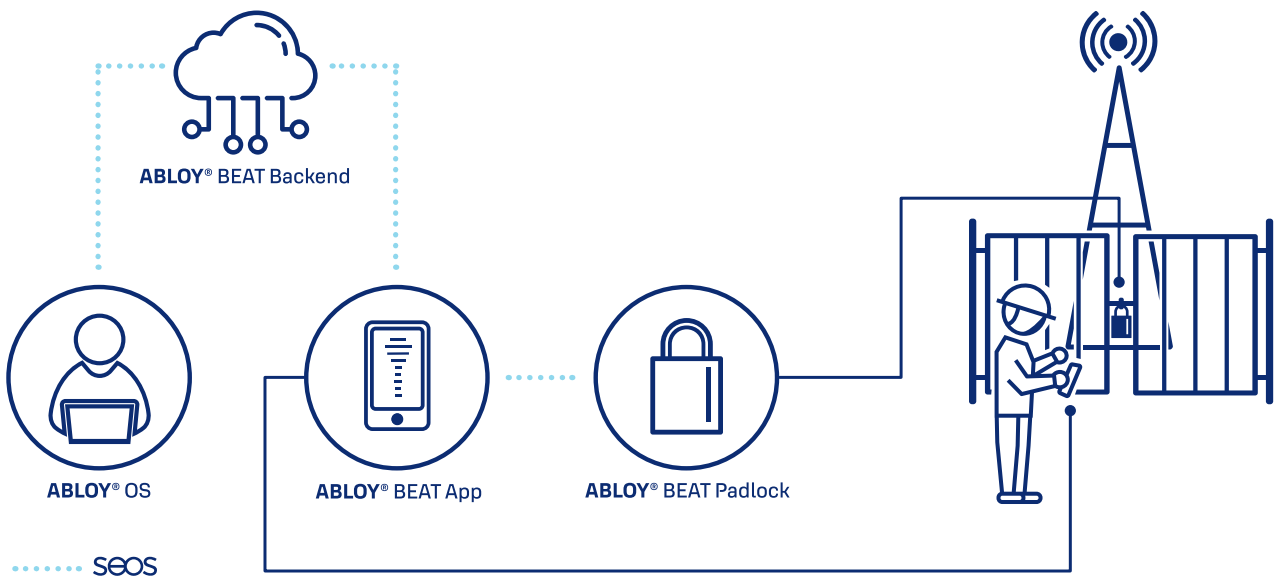 ABLOY® BEAT Backend
ABLOY® OS
ABLOY® BEAT App
ABLOY® BEAT Padlock
SEOS